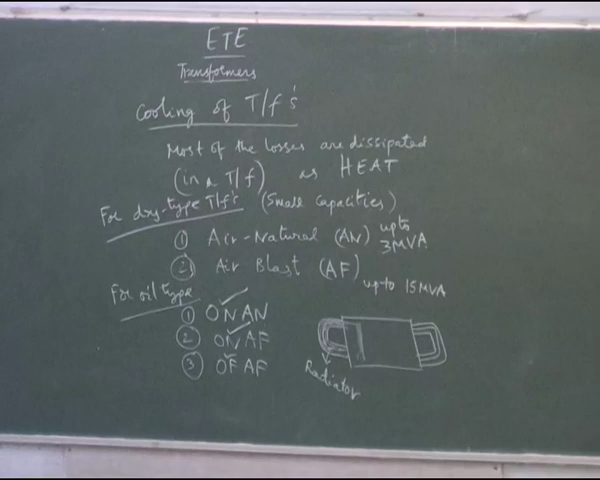 ETE
Transformers
Cooling of T/f's
Most of the losses are dissipated
(in a T/f) as HEAT
For dry-type T/f's (Small Capacities)
① Air-Natural (AN) upto 3MVA
② Air Blast (AF) upto 15MVA
For oil type
① ONAN
② ONAF
③ OFAF
Radiator